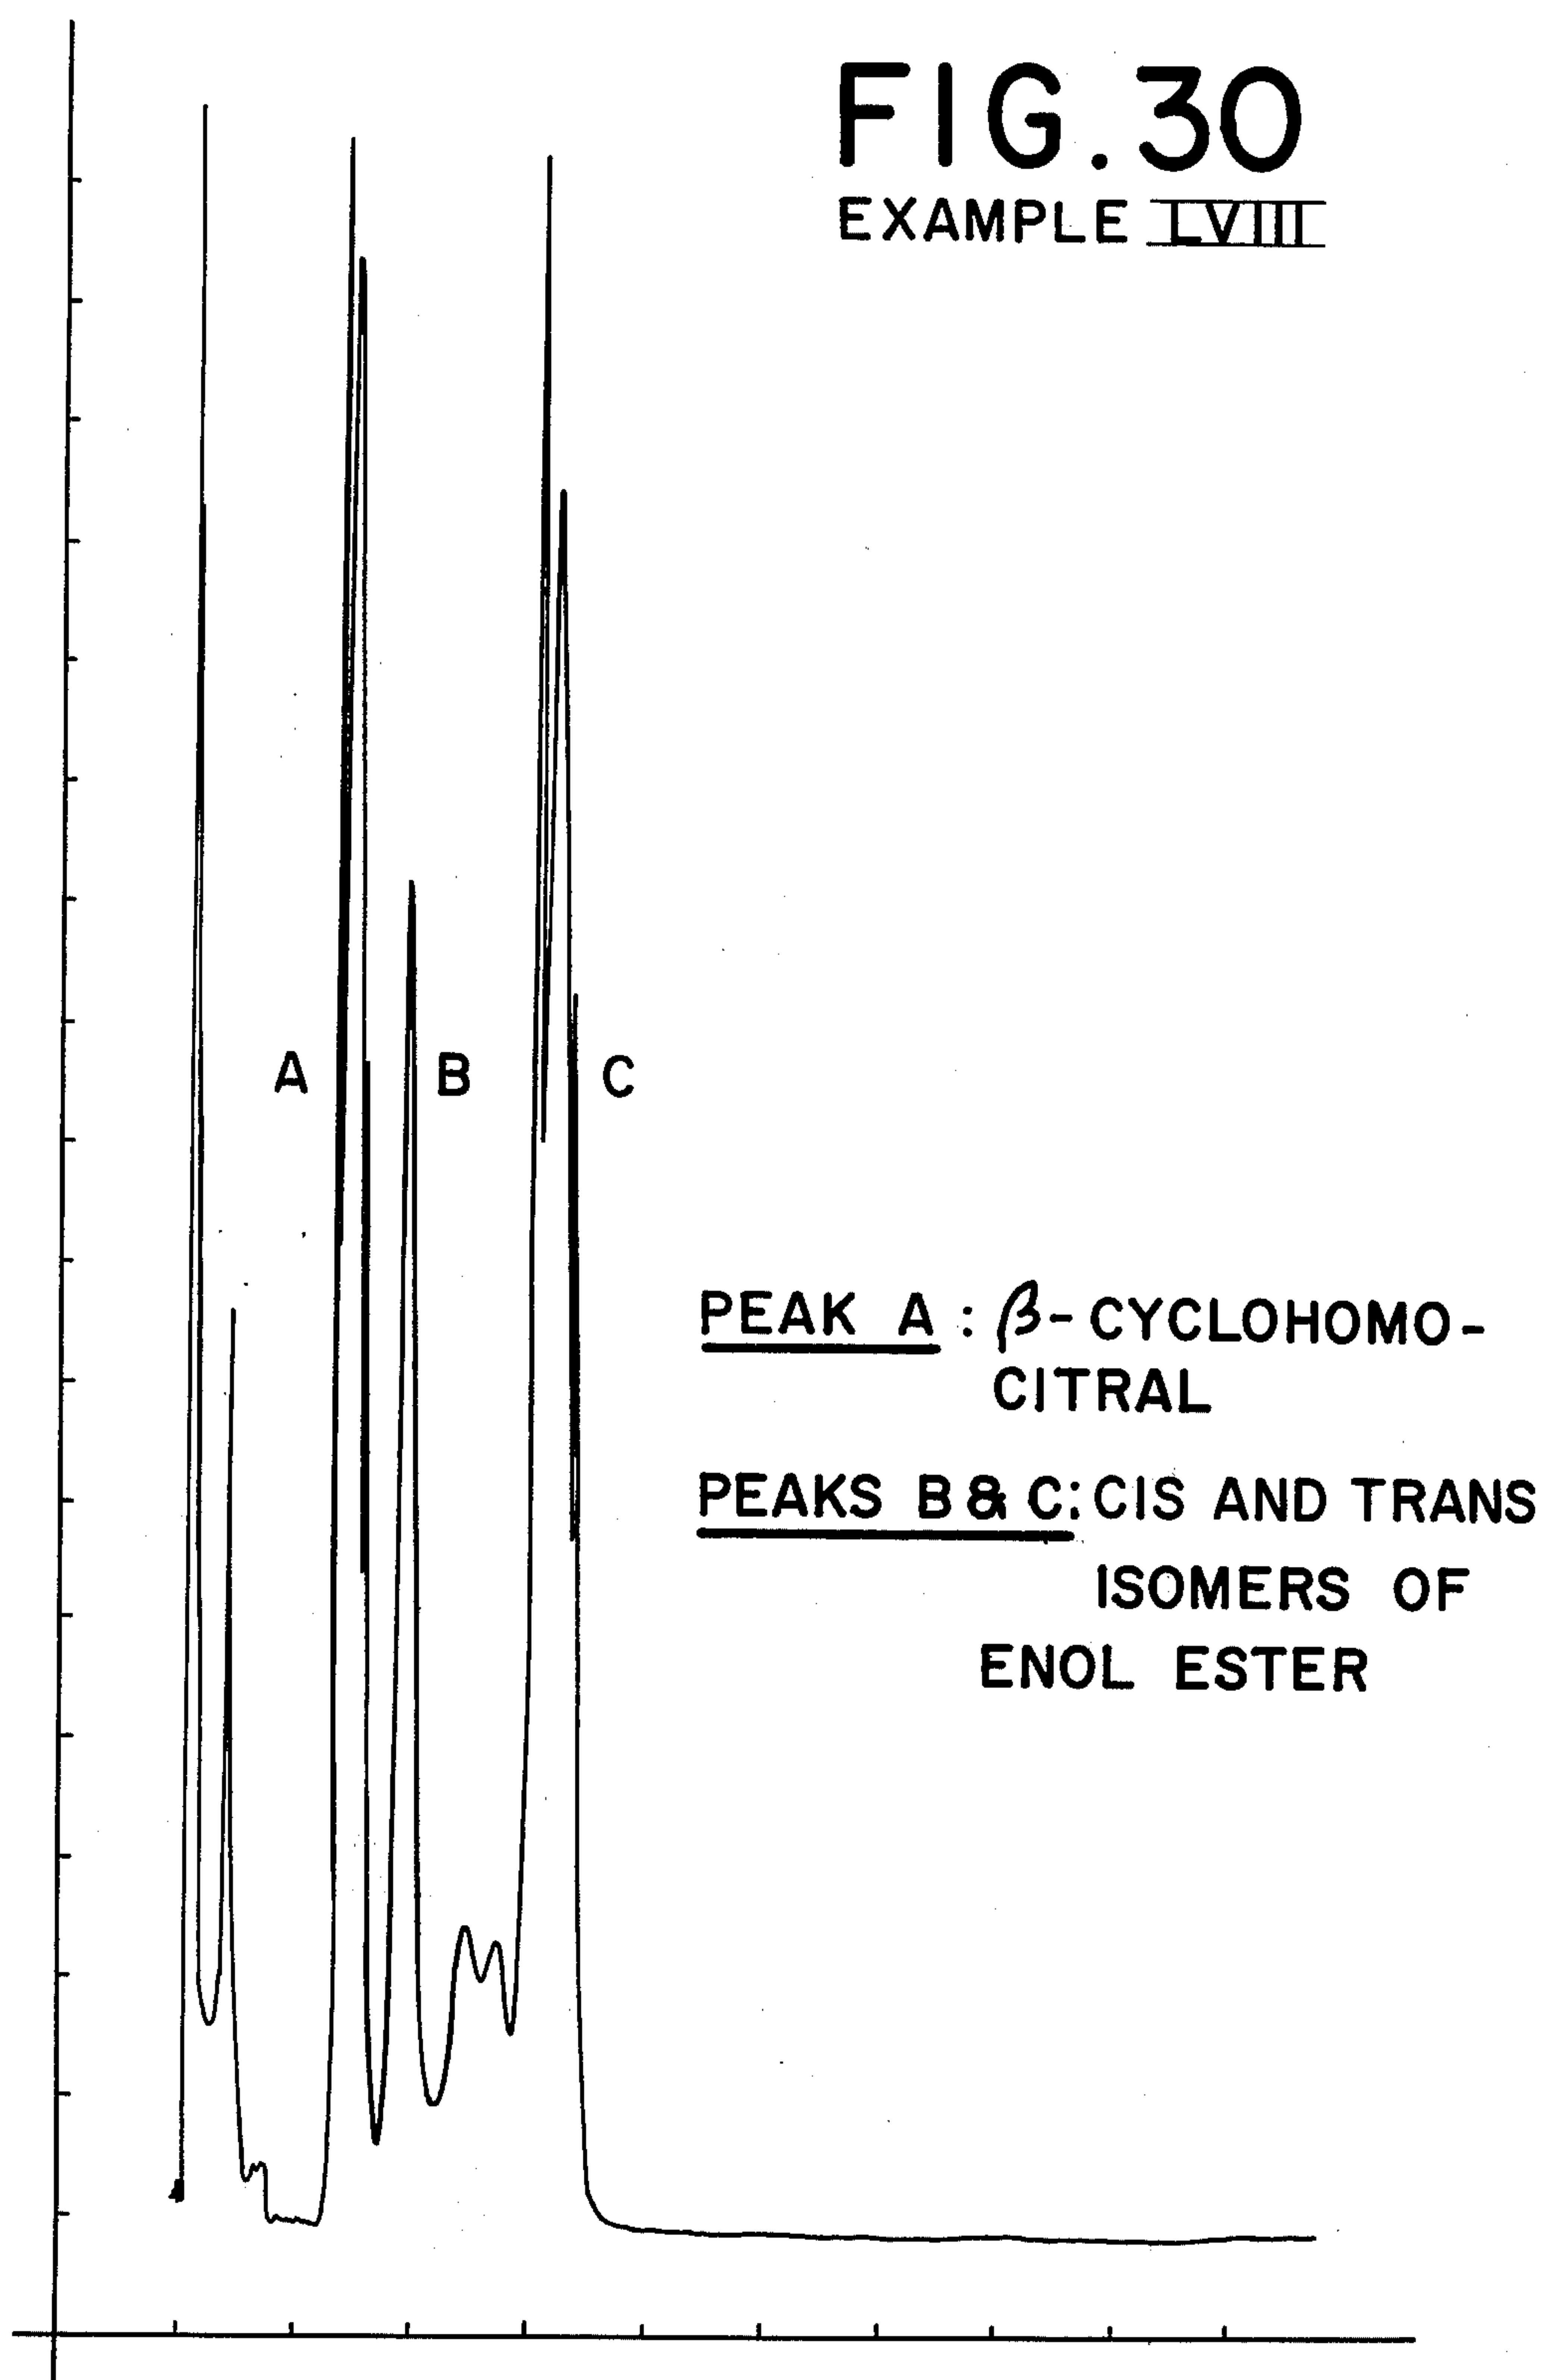 FIG. 30
EXAMPLE LVIII
A
B
C
PEAK A : β- CYCLOHOMO-
CITRAL
PEAKS B & C: CIS AND TRANS
ISOMERS OF
ENOL ESTER